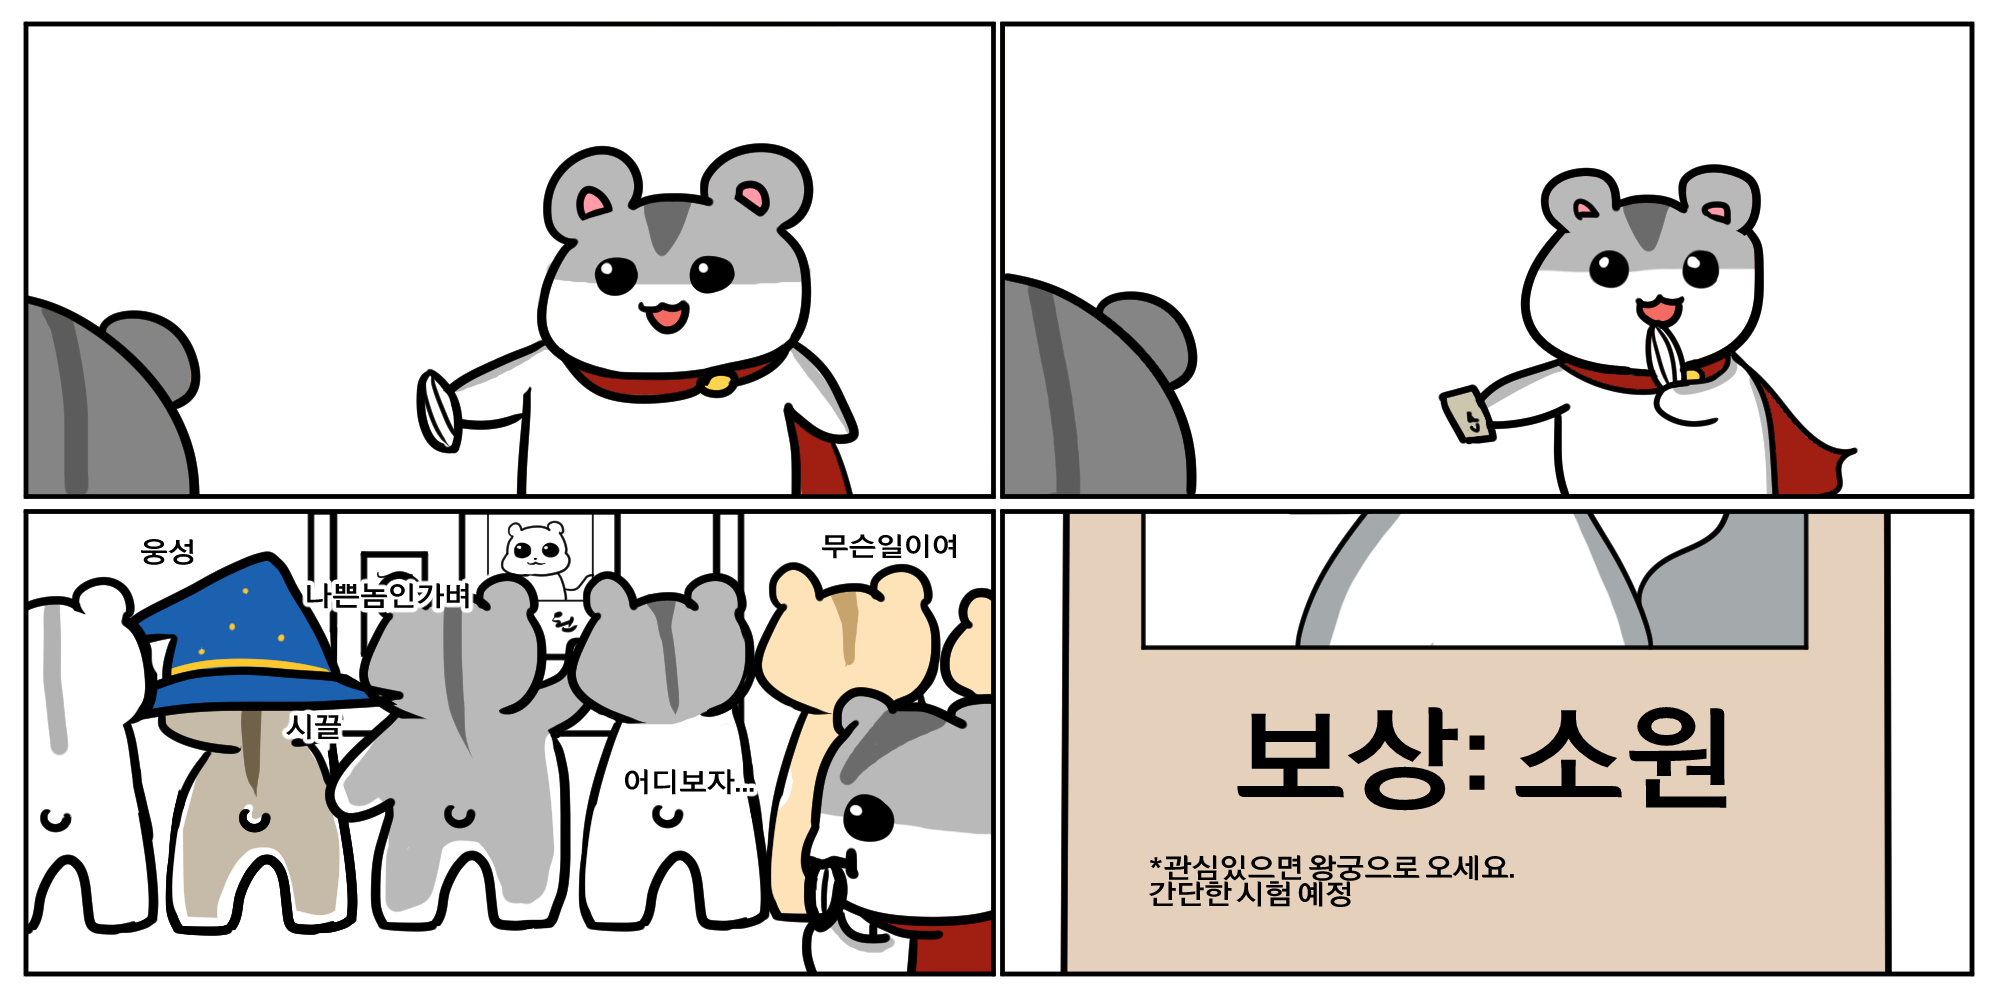 웅성
무슨일이여
나쁜놈인가벼
원
시끌
어디보자...
보상: 소원
*관심있으면 왕궁으로 오세요.
간단한 시험 예정